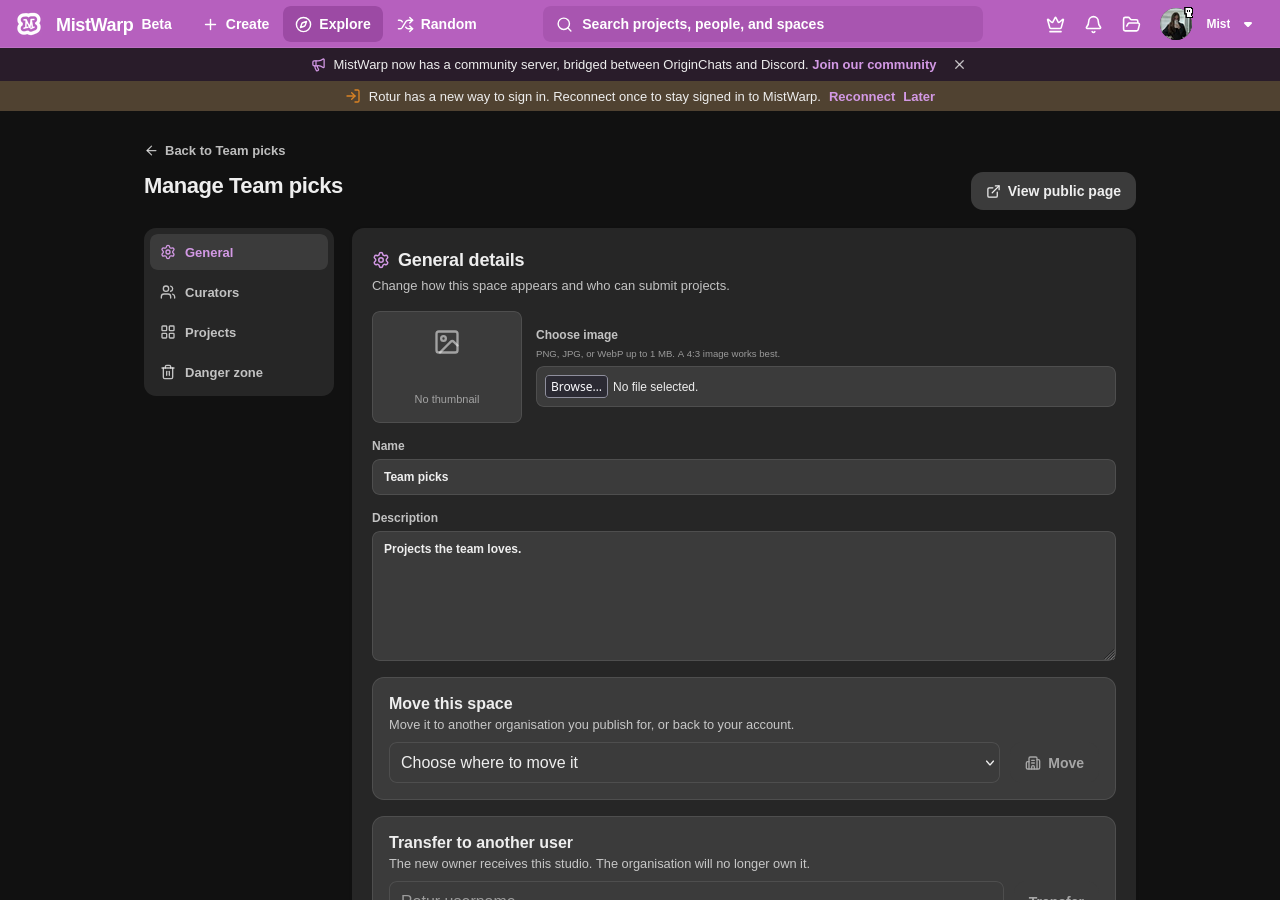 MistWarp Beta
Create
Explore
Random
Search projects, people, and spaces
Mist
MistWarp now has a community server, bridged between OriginChats and Discord. Join our community
Rotur has a new way to sign in. Reconnect once to stay signed in to MistWarp. Reconnect Later
Back to Team picks
Manage Team picks
View public page
General
Curators
Projects
Danger zone
General details
Change how this space appears and who can submit projects.
No thumbnail
Choose image
PNG, JPG, or WebP up to 1 MB. A 4:3 image works best.
Browse... No file selected.
Name
Team picks
Description
Projects the team loves.
Move this space
Move it to another organisation you publish for, or back to your account.
Choose where to move it
Move
Transfer to another user
The new owner receives this studio. The organisation will no longer own it.
Rotur username
Transfer